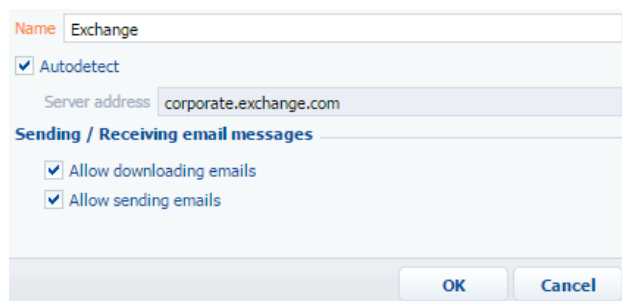 Name Exchange
Autodetect
Server address corporate.exchange.com
Sending / Receiving email messages
Allow downloading emails
Allow sending emails
OK Cancel